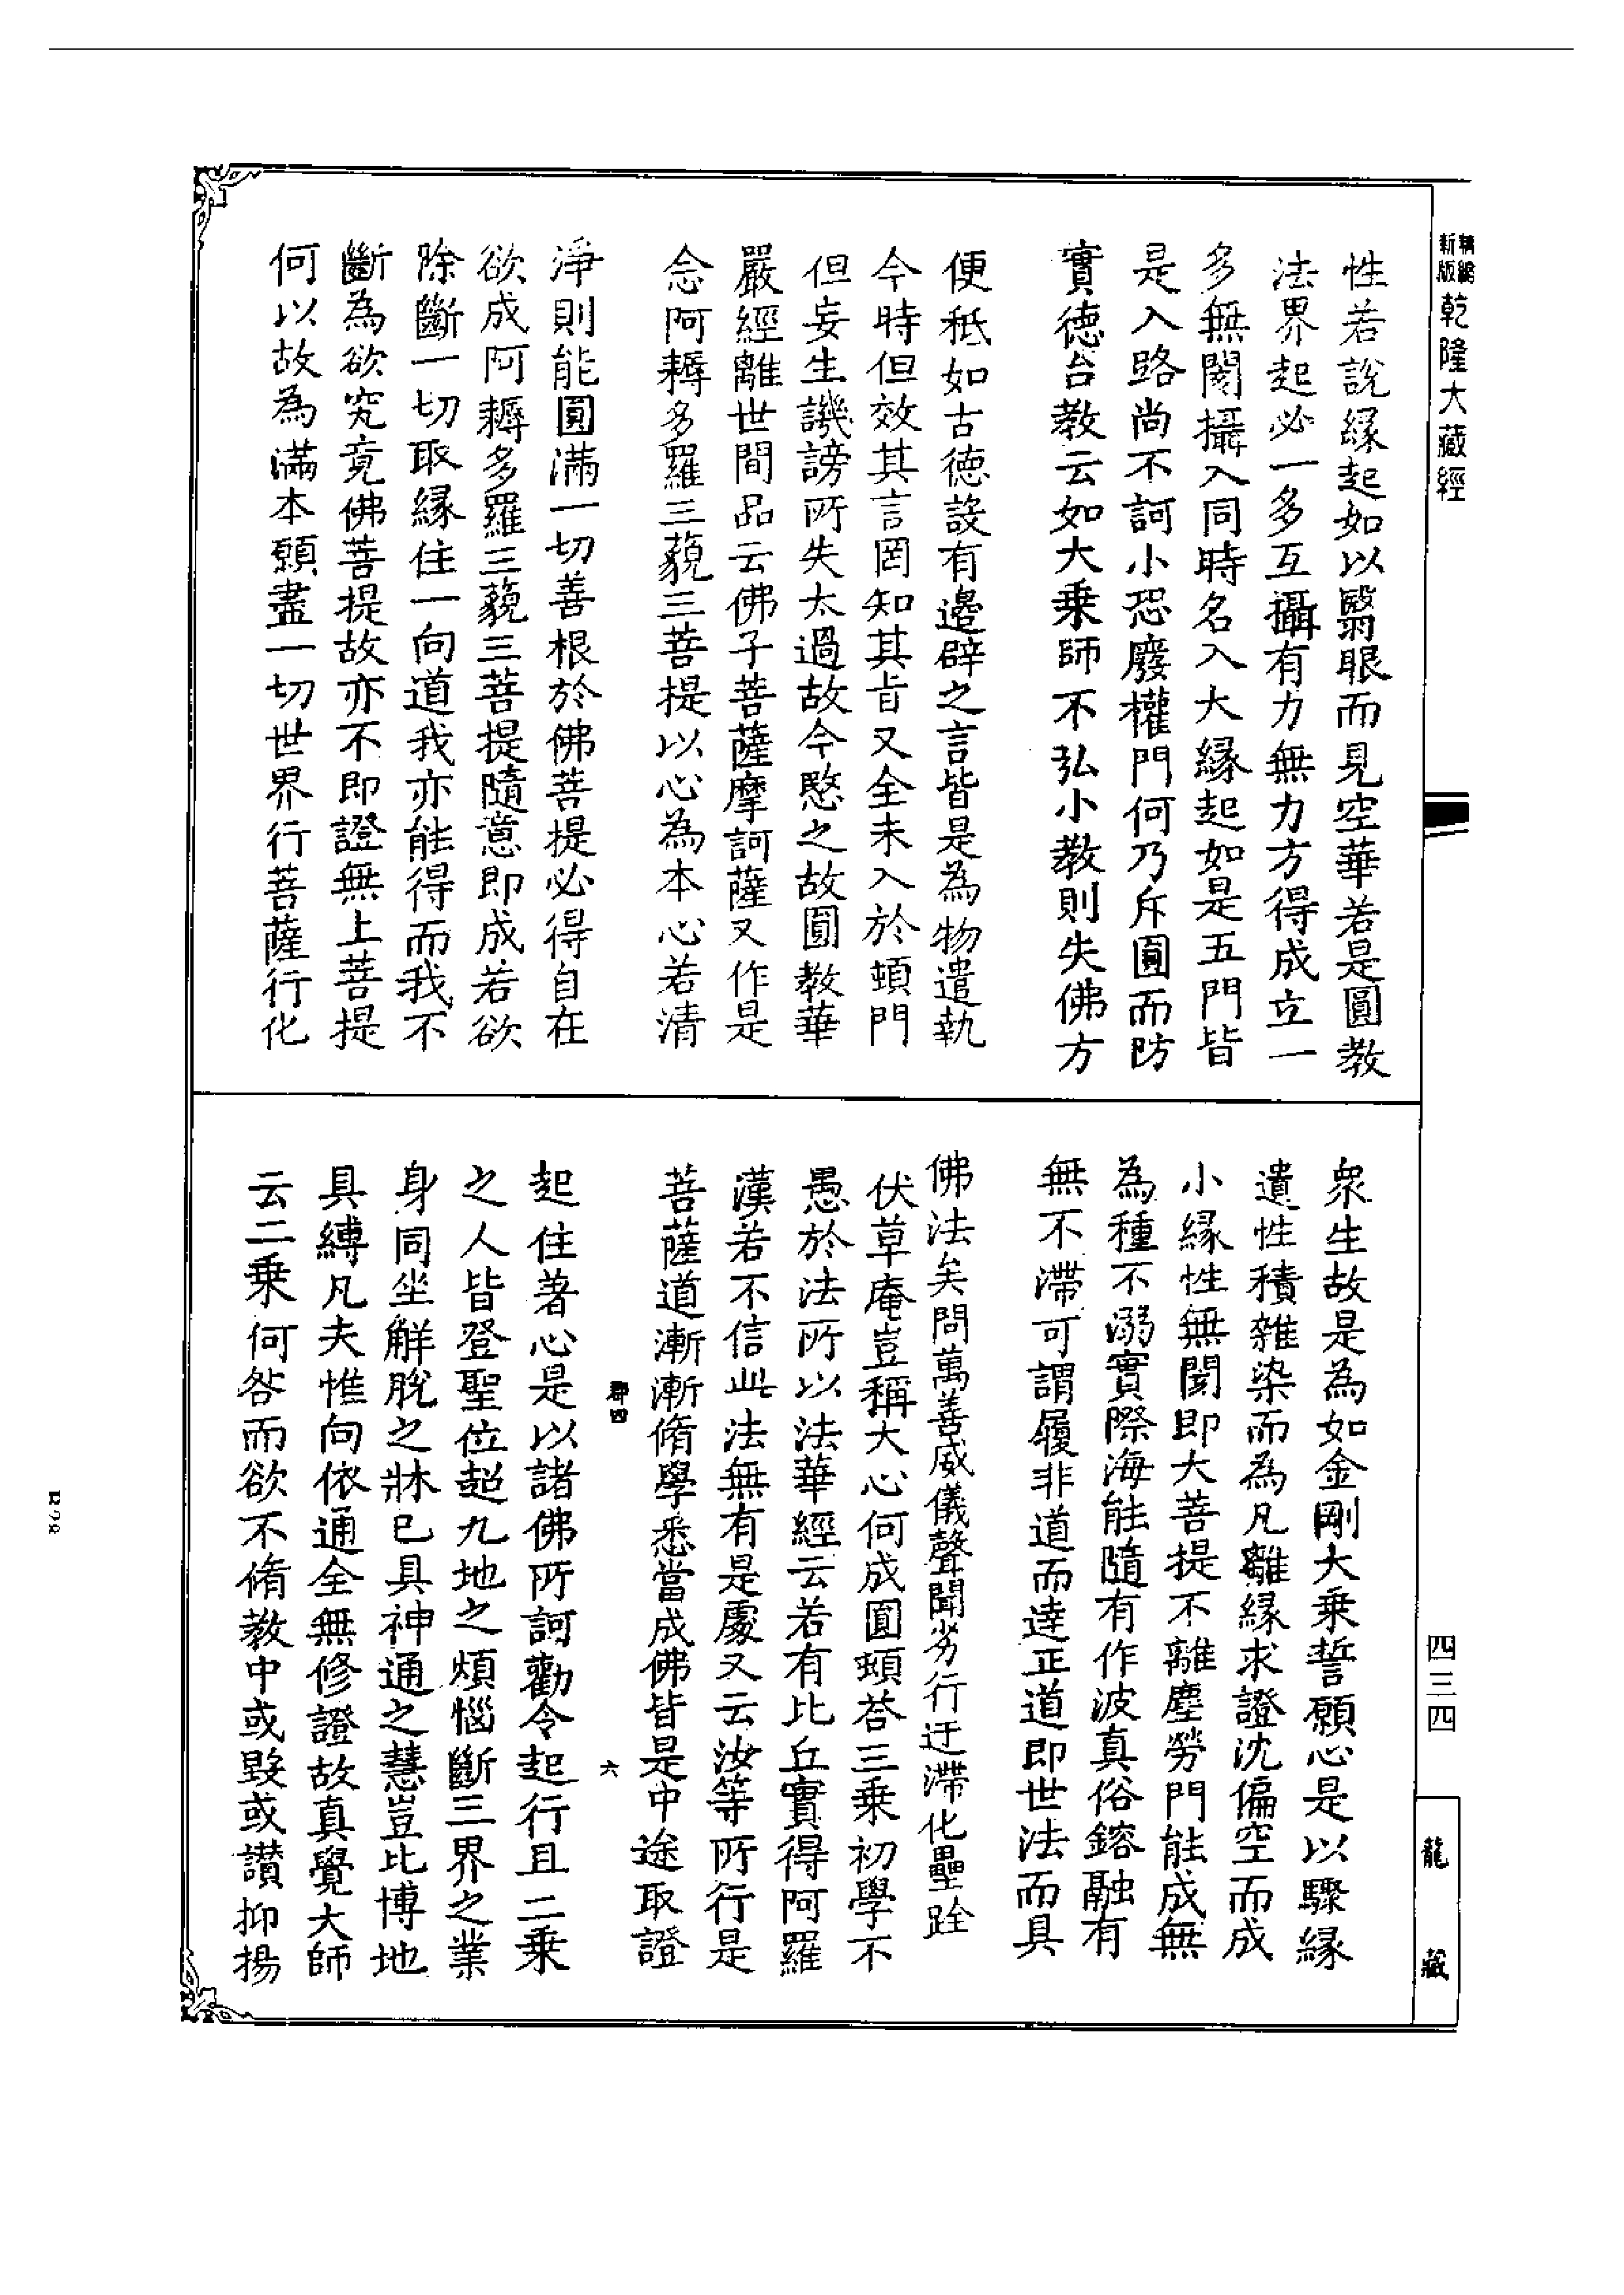 精編
新版
乾隆大藏經
性若說緣起如以翳眼而見空華若是圓教
法界起必一多互攝有力無力方得成立一
多無閡攝入同時名入大緣起如是五門皆
是入路尚不訶小恐廢權門何乃斥圓而防
實德台教云如大乘師不弘小教則失佛方
便秖如古德設有邊辟之言皆是為物遣執
今時但效其言罔知其旨又全未入於頓門
但妄生譏謗所失太過故今愍之故圓教華
嚴經離世間品云佛子菩薩摩訶薩又作是
念阿耨多羅三藐三菩提以心為本心若清
淨則能圓滿一切善根於佛菩提必得自在
欲成阿耨多羅三藐三菩提隨意即成若欲
除斷一切取緣住一向道我亦能得而我不
斷為欲究竟佛菩提故亦不即證無上菩提
何以故為滿本願盡一切世界行菩薩行化
眾生故是為如金剛大乘誓願心是以驟緣
遺性積雜染而為凡離緣求證沈偏空而成
小緣性無閡即大菩提不離塵勞門能成無
為種不溺實際海能隨有作波真俗鎔融有
無不滯可謂履非道而達正道即世法而具
佛法矣問萬善威儀聲聞劣行迂滯化壘跧
伏草庵豈稱大心何成圓頓荅三乘初學不
愚於法所以法華經云若有比丘實得阿羅
漢若不信此法無有是處又云汝等所行是
菩薩道漸漸脩學悉當成佛皆是中途取證
郡四
六
起住著心是以諸佛所訶勸令起行且二乘
之人皆登聖位超九地之煩惱斷三界之業
身同坐解脫之牀已具神通之慧豈比博地
具縛凡夫惟向依通全無修證故真覺大師
云二乘何咎而欲不脩教中或毀或讚抑揚
四三四
龍藏